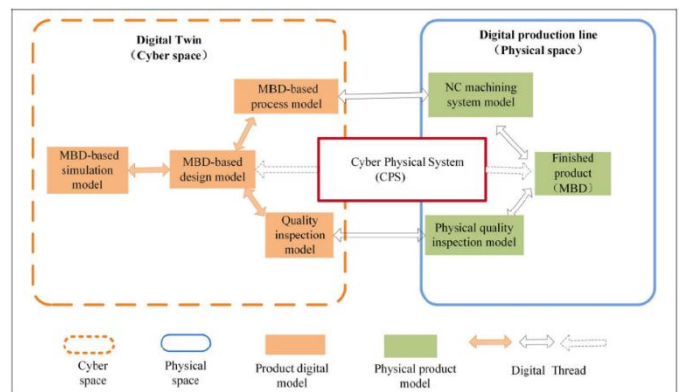 Digital Twin
（Cyber space）
Digital production line
（Physical space）
MBD-based
process model
NC machining
system model
MBD-based
simulation model
MBD-based
design model
Cyber Physical System
(CPS)
Finished
product
（MBD）
Quality
inspection
model
Physical quality
inspection model
Cyber
space
Physical
space
Product digital
model
Physical product
model
Digital Thread